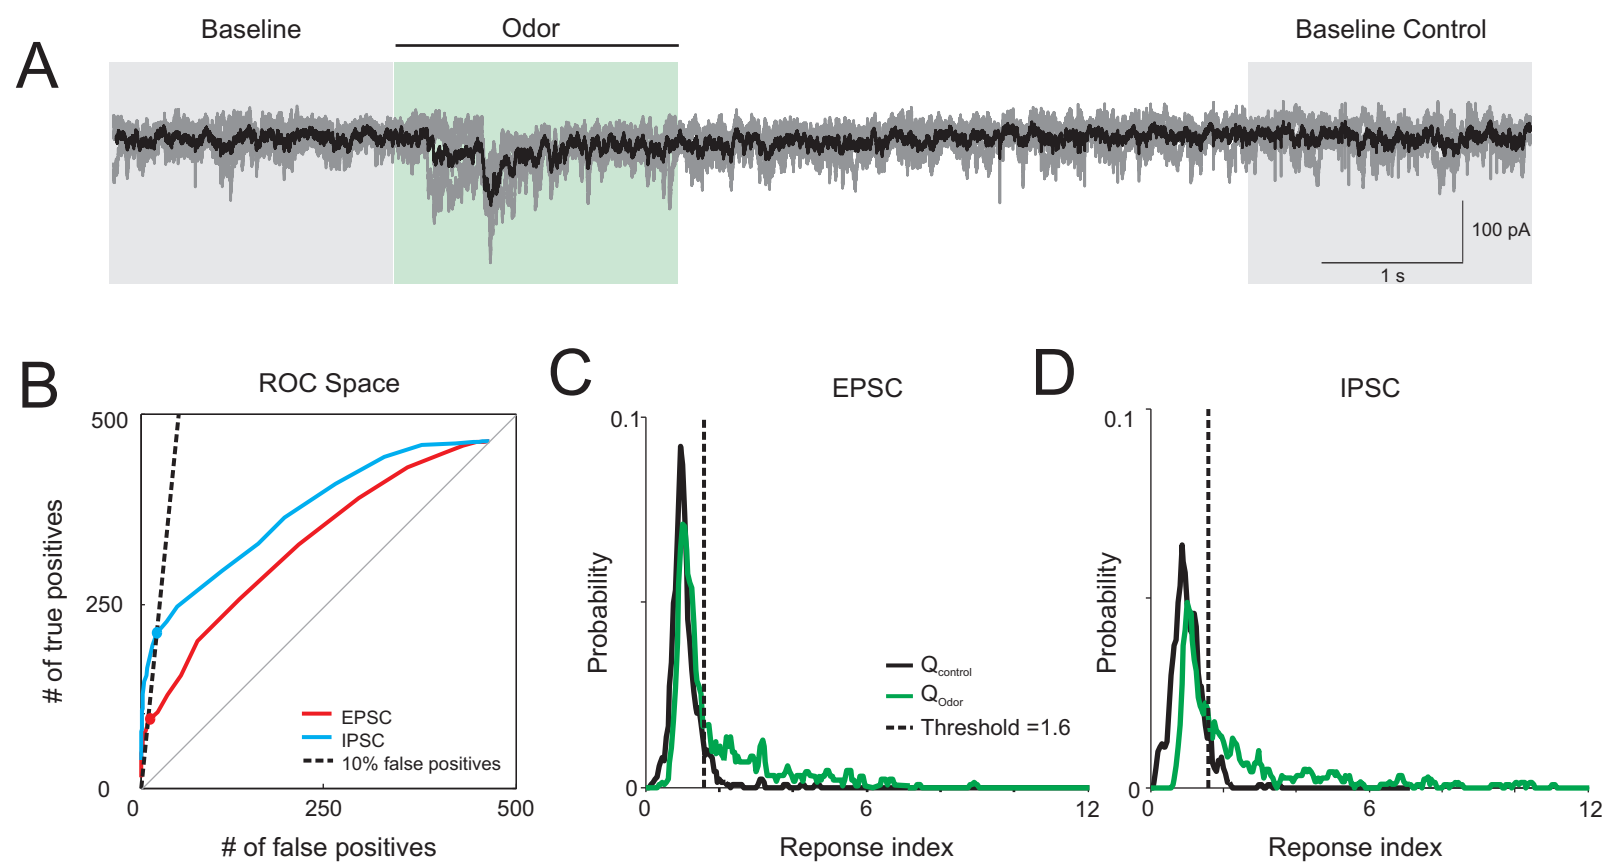 A
Baseline
Odor
Baseline Control
100 pA
1 s
B
ROC Space
500
250
0
0
250
500
# of true positives
# of false positives
EPSC
IPSC
10% false positives
C
EPSC
0.1
0
0
6
12
Probability
Reponse index
Qcontrol
QOdor
Threshold =1.6
D
IPSC
0.1
0
0
6
12
Probability
Reponse index